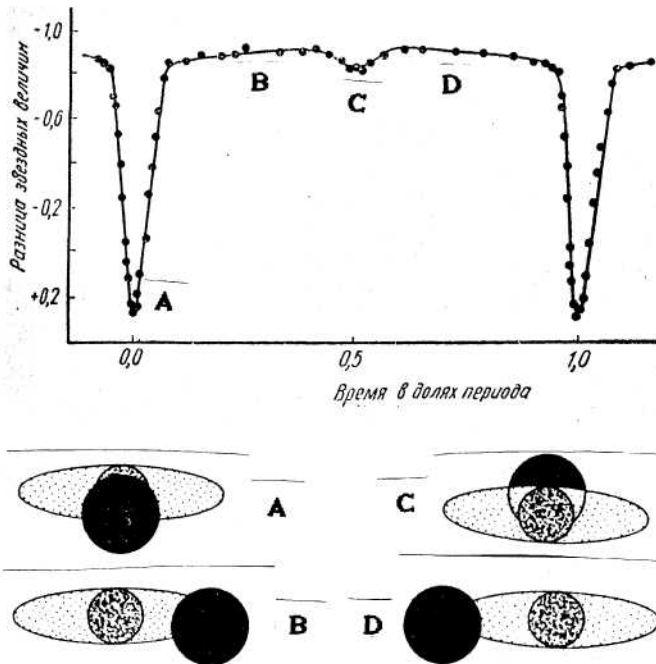 Разница звездных величин
-1,0
-0,6
-0,2
+0,2
B
C
D
A
0,0
0,5
1,0
Время в долях периода
A
C
B
D